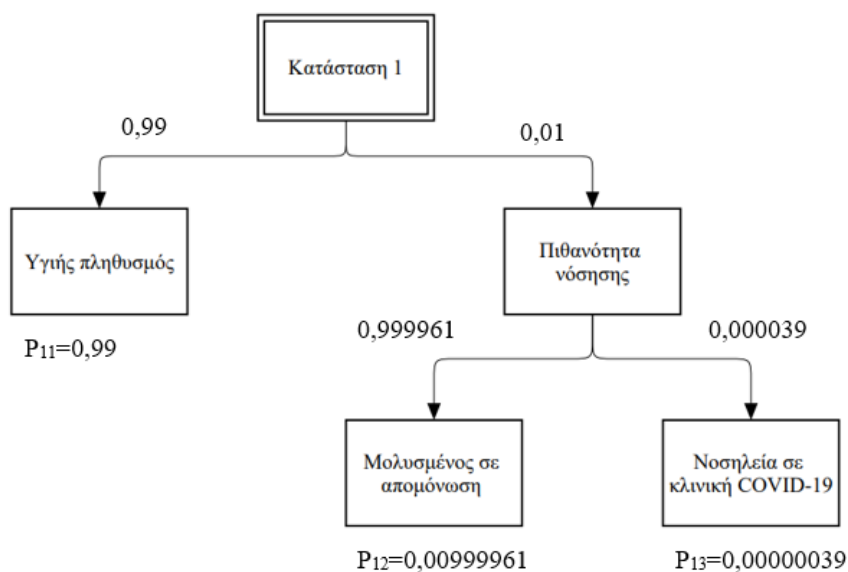 Κατάσταση 1
0,99
0,01
Υγιής πληθυσμός
Πιθανότητα
νόσησης
P₁₁=0,99
0,999961
0,000039
Μολυσμένος σε
απομόνωση
Νοσηλεία σε
κλινική COVID-19
P₁₂=0,00999961
P₁₃=0,00000039